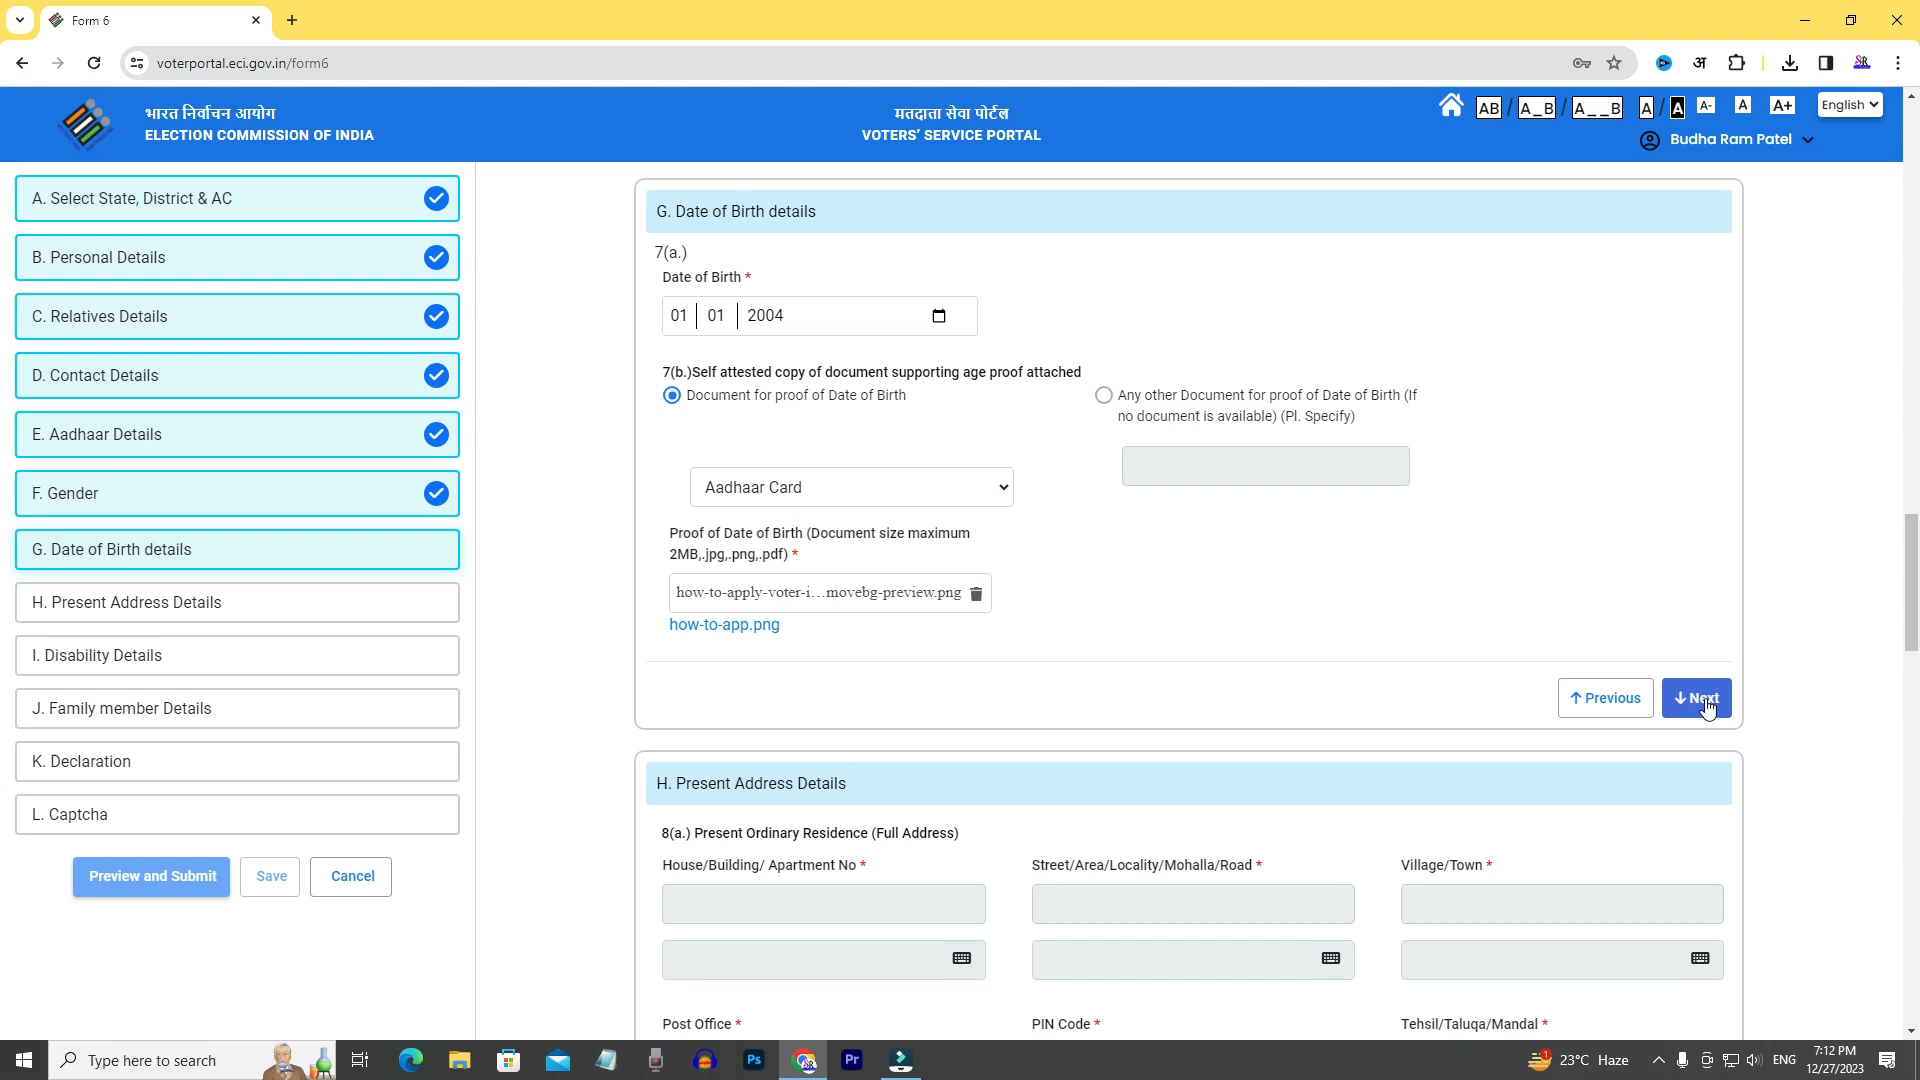 Form 6
voterportal.eci.gov.in/form6
अ
SR
भारत निर्वाचन आयोग
ELECTION COMMISSION OF INDIA
मतदाता सेवा पोर्टल
VOTERS' SERVICE PORTAL
AB / A_B / A__B A / A A- A A+ English
Budha Ram Patel
A. Select State, District & AC
B. Personal Details
C. Relatives Details
D. Contact Details
E. Aadhaar Details
F. Gender
G. Date of Birth details
H. Present Address Details
I. Disability Details
J. Family member Details
K. Declaration
L. Captcha
Preview and Submit Save Cancel
G. Date of Birth details
7(a.)
Date of Birth *
01 01 2004
7(b.)Self attested copy of document supporting age proof attached
Document for proof of Date of Birth
Any other Document for proof of Date of Birth (If
no document is available) (Pl. Specify)
Aadhaar Card
Proof of Date of Birth (Document size maximum
2MB,.jpg,.png,.pdf) *
how-to-apply-voter-i...movebg-preview.png
how-to-app.png
Previous Next
H. Present Address Details
8(a.) Present Ordinary Residence (Full Address)
House/Building/ Apartment No * Street/Area/Locality/Mohalla/Road * Village/Town *
Post Office * PIN Code * Tehsil/Taluqa/Mandal *
Type here to search
Ps
Pr
1
23°C Haze
ENG
7:12 PM
12/27/2023